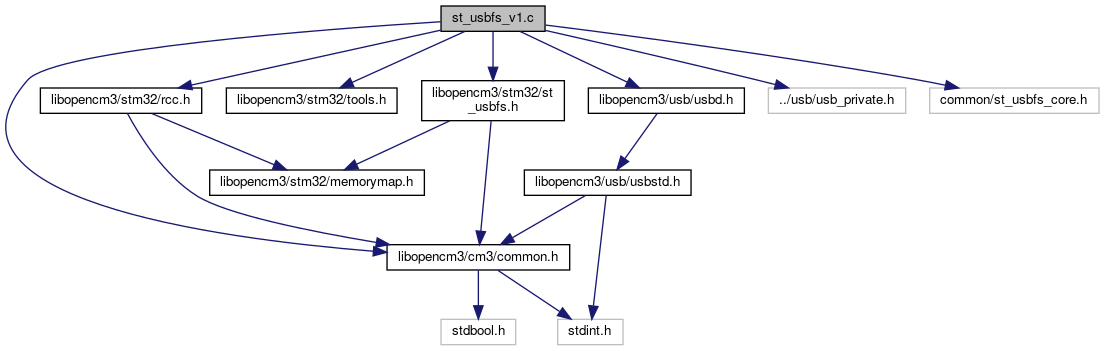 st_usbfs_v1.c
libopencm3/stm32/rcc.h
libopencm3/stm32/tools.h
libopencm3/stm32/st
_usbfs.h
libopencm3/usb/usbd.h
../usb/usb_private.h
common/st_usbfs_core.h
libopencm3/stm32/memorymap.h
libopencm3/usb/usbstd.h
libopencm3/cm3/common.h
stdbool.h
stdint.h